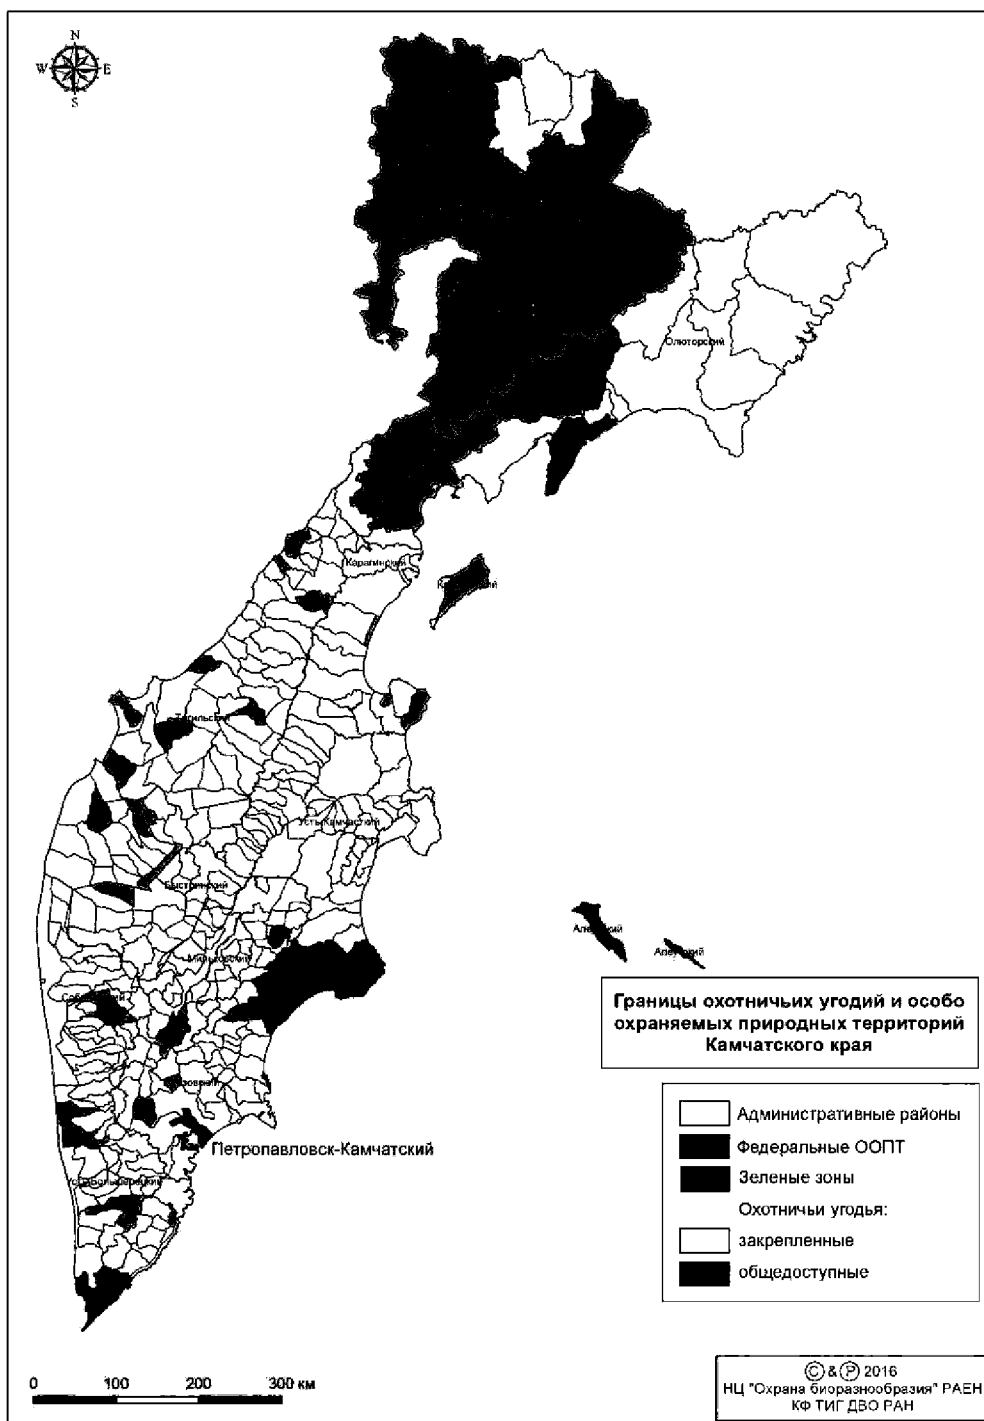 N
W E
S
Олюторский
Карагинский
Тигильский
Усть-Камчатский
Быстринский
Мильковский
Алеутский
Алеутский
Границы охотничьих угодий и особо
охраняемых природных территорий
Камчатского края
Административные районы
Федеральные ООПТ
Зеленые зоны
Охотничьи угодья:
закрепленные
общедоступные
Петропавловск-Камчатский
Усть-Большерецкий
0 100 200 300 км
©&Ⓟ 2016
НЦ "Охрана биоразнообразия" РАЕН
КФ ТИГ ДВО РАН